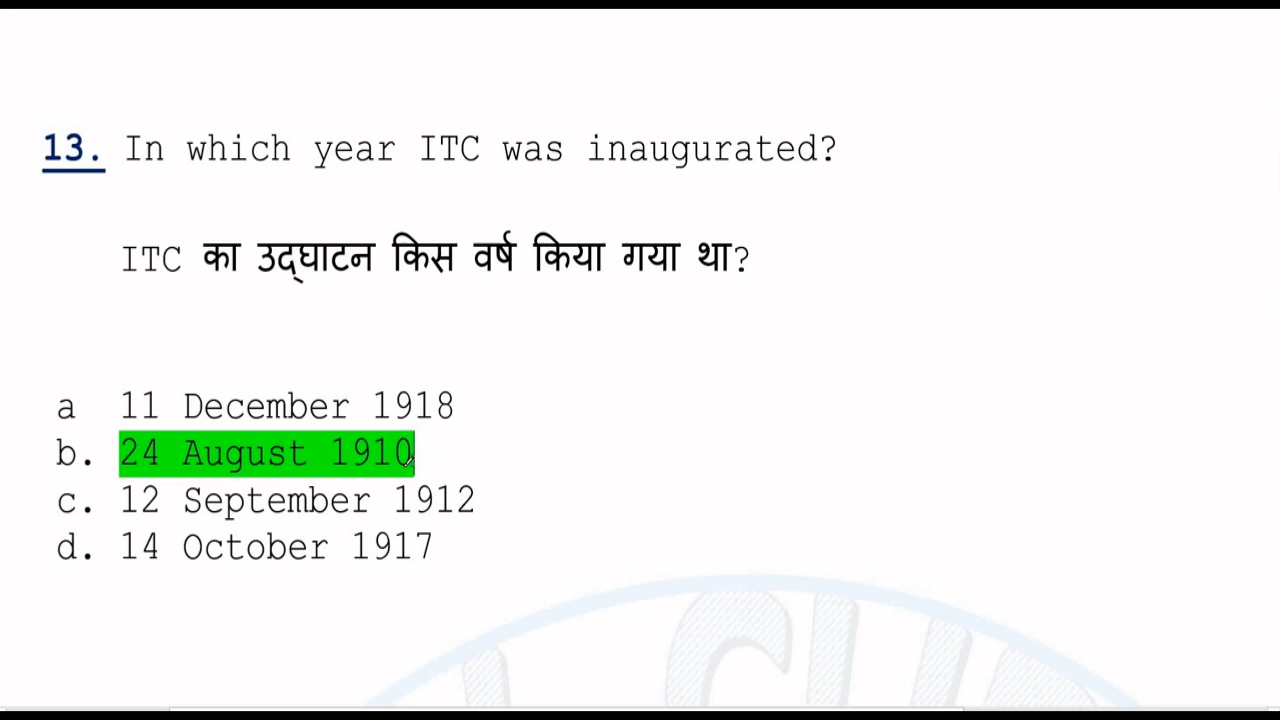 13. In which year ITC was inaugurated?
ITC का उद्घाटन किस वर्ष किया गया था?
a 11 December 1918
b. 24 August 1910
c. 12 September 1912
d. 14 October 1917